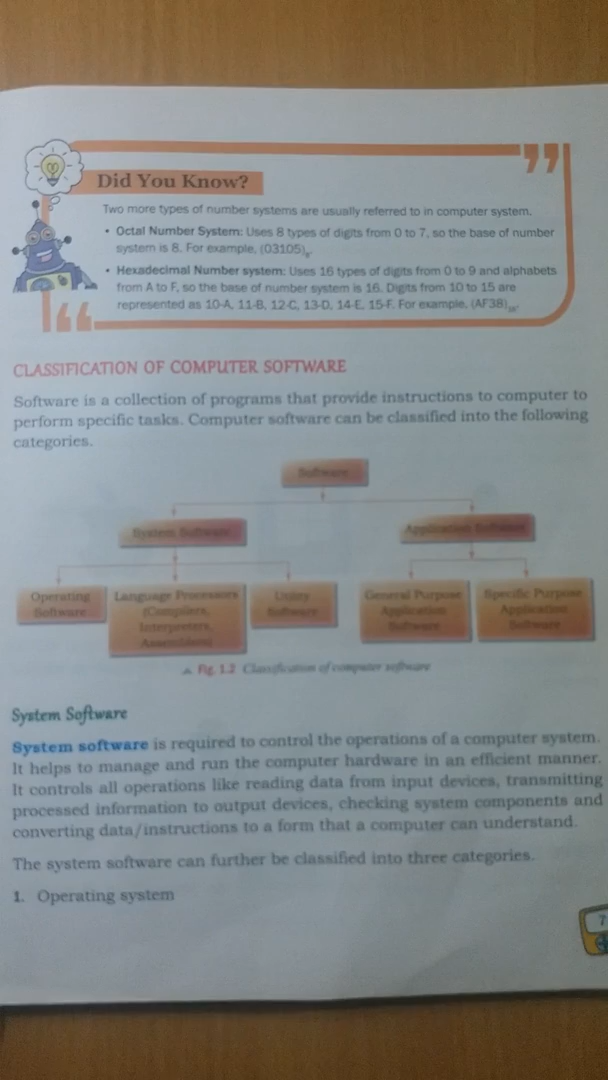 Did You Know?
Two more types of number systems are usually referred to in computer system.
• Octal Number System: Uses 8 types of digits from 0 to 7, so the base of number
system is 8. For example, (03105)8.
• Hexadecimal Number system: Uses 16 types of digits from 0 to 9 and alphabets
from A to F, so the base of number system is 16. Digits from 10 to 15 are
represented as 10-A, 11-B, 12-C, 13-D, 14-E, 15-F. For example, (AF38)16.
CLASSIFICATION OF COMPUTER SOFTWARE
Software is a collection of programs that provide instructions to computer to
perform specific tasks. Computer software can be classified into the following
categories.
Software
System Software
Application Software
Operating
Software
Language Processors
(Compilers,
Interpreters,
Assemblers)
Utility
Software
General Purpose
Application
Software
Specific Purpose
Application
Software
Fig. 1.2 Classification of computer software
System Software
System software is required to control the operations of a computer system.
It helps to manage and run the computer hardware in an efficient manner.
It controls all operations like reading data from input devices, transmitting
processed information to output devices, checking system components and
converting data/instructions to a form that a computer can understand.
The system software can further be classified into three categories.
1. Operating system
7